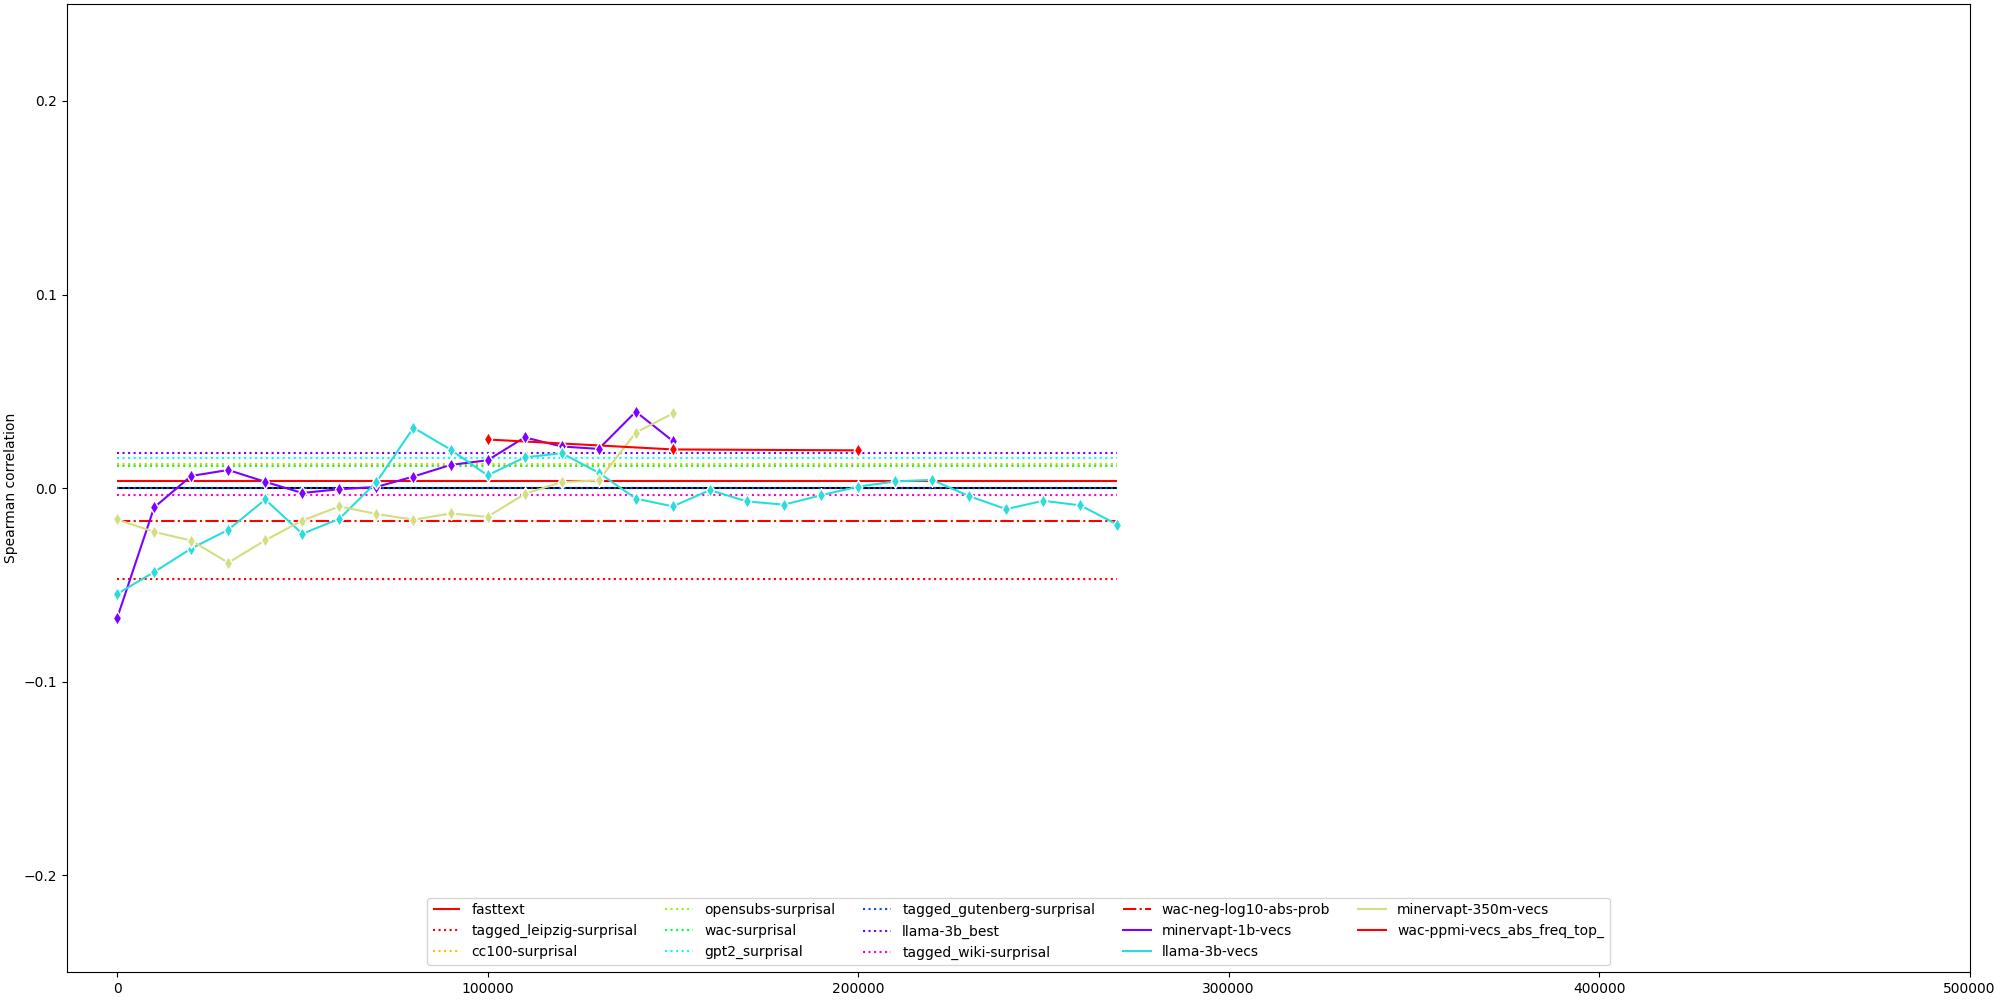 0.2
0.1
0.0
−0.1
−0.2
Spearman correlation
fasttext
tagged_leipzig-surprisal
cc100-surprisal
opensubs-surprisal
wac-surprisal
gpt2_surprisal
tagged_gutenberg-surprisal
llama-3b_best
tagged_wiki-surprisal
wac-neg-log10-abs-prob
minervapt-1b-vecs
llama-3b-vecs
minervapt-350m-vecs
wac-ppmi-vecs_abs_freq_top_
0
100000
200000
300000
400000
500000